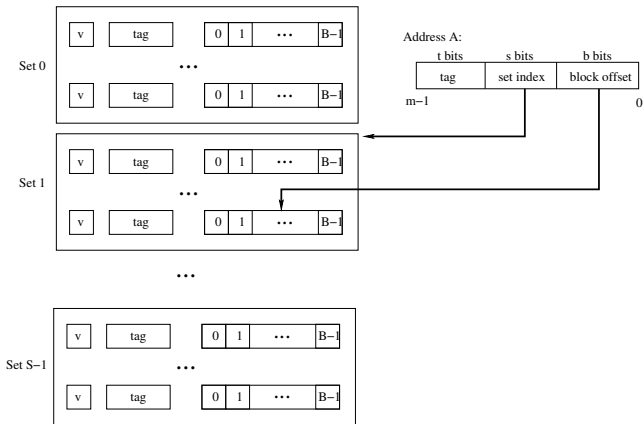 v tag 0 1 ... B−1
Set 0
...
v tag 0 1 ... B−1
Address A:
t bits s bits b bits
tag set index block offset
m−1 0
v tag 0 1 ... B−1
Set 1
...
v tag 0 1 ... B−1
...
v tag 0 1 ... B−1
Set S−1
...
v tag 0 1 ... B−1